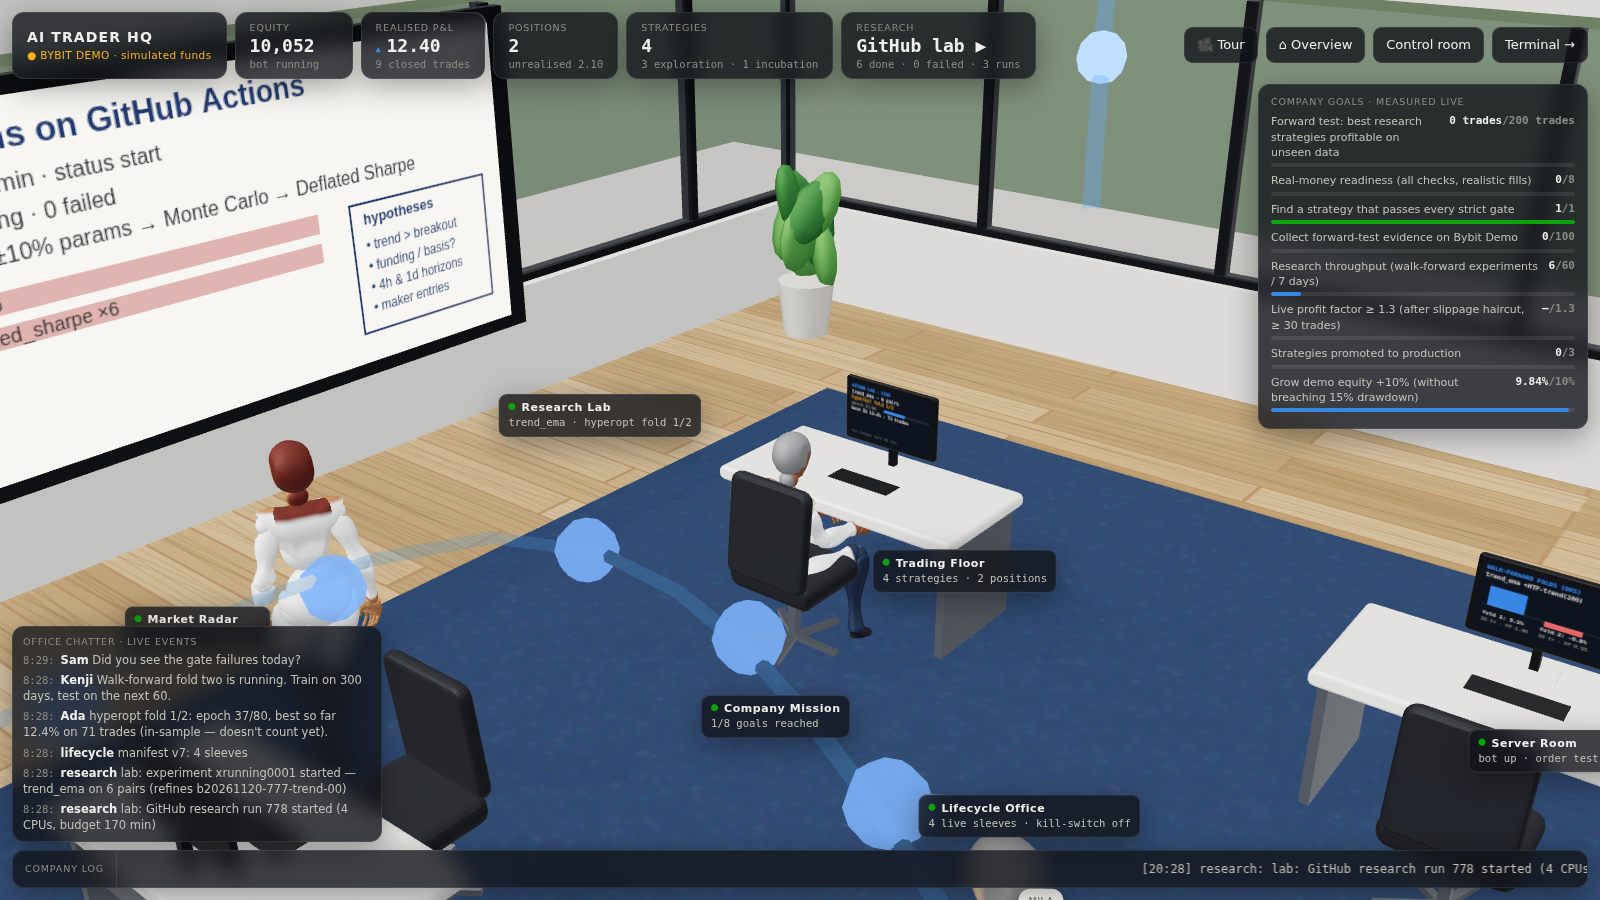 AI TRADER HQ
● BYBIT DEMO · simulated funds
EQUITY
10,052
bot running
REALISED P&L
▲ 12.40
9 closed trades
POSITIONS
2
unrealised 2.10
STRATEGIES
4
3 exploration · 1 incubation
RESEARCH
GitHub lab ▶
6 done · 0 failed · 3 runs
🎥 Tour
⌂ Overview
Control room
Terminal →
COMPANY GOALS · MEASURED LIVE
Forward test: best research strategies profitable on unseen data 0 trades/200 trades
Real-money readiness (all checks, realistic fills) 0/8
Find a strategy that passes every strict gate 1/1
Collect forward-test evidence on Bybit Demo 0/100
Research throughput (walk-forward experiments / 7 days) 6/60
Live profit factor ≥ 1.3 (after slippage haircut, ≥ 30 trades) —/1.3
Strategies promoted to production 0/3
Grow demo equity +10% (without breaching 15% drawdown) 9.84%/10%
on GitHub Actions
min · status start
· 0 failed
±10% params → Monte Carlo → Deflated Sharpe
ed_sharpe ×6
hypotheses
• trend > breakout
• funding / basis?
• 4h & 1d horizons
• maker entries
Research Lab
trend_ema · hyperopt fold 1/2
Trading Floor
4 strategies · 2 positions
Market Radar
Company Mission
1/8 goals reached
WALK-FORWARD FOLDS (OOS)
trend_ema +HTF-trend(200)
Server Room
bot up · order test
Lifecycle Office
4 live sleeves · kill-switch off
OFFICE CHATTER · LIVE EVENTS
8:29: Sam Did you see the gate failures today?
8:28: Kenji Walk-forward fold two is running. Train on 300
days, test on the next 60.
8:28: Ada hyperopt fold 1/2: epoch 37/80, best so far
12.4% on 71 trades (in-sample — doesn't count yet).
8:28: lifecycle manifest v7: 4 sleeves
8:28: research lab: experiment xrunning0001 started —
trend_ema on 6 pairs (refines b20261120-777-trend-00)
8:28: research lab: GitHub research run 778 started (4
CPUs, budget 170 min)
COMPANY LOG
[20:28] research: lab: GitHub research run 778 started (4 CPUs